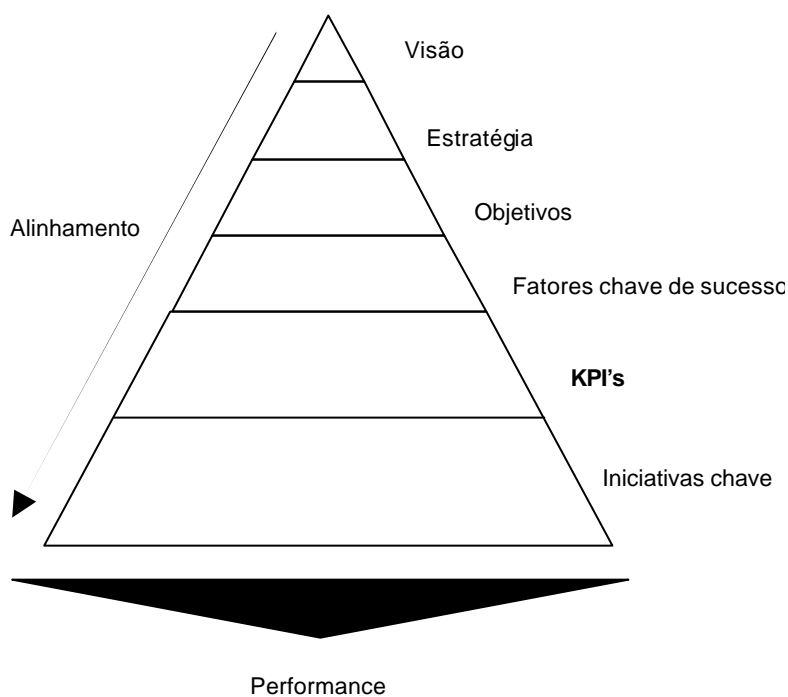 Visão
Estratégia
Objetivos
Alinhamento
Fatores chave de sucesso
KPI's
Iniciativas chave
Performance